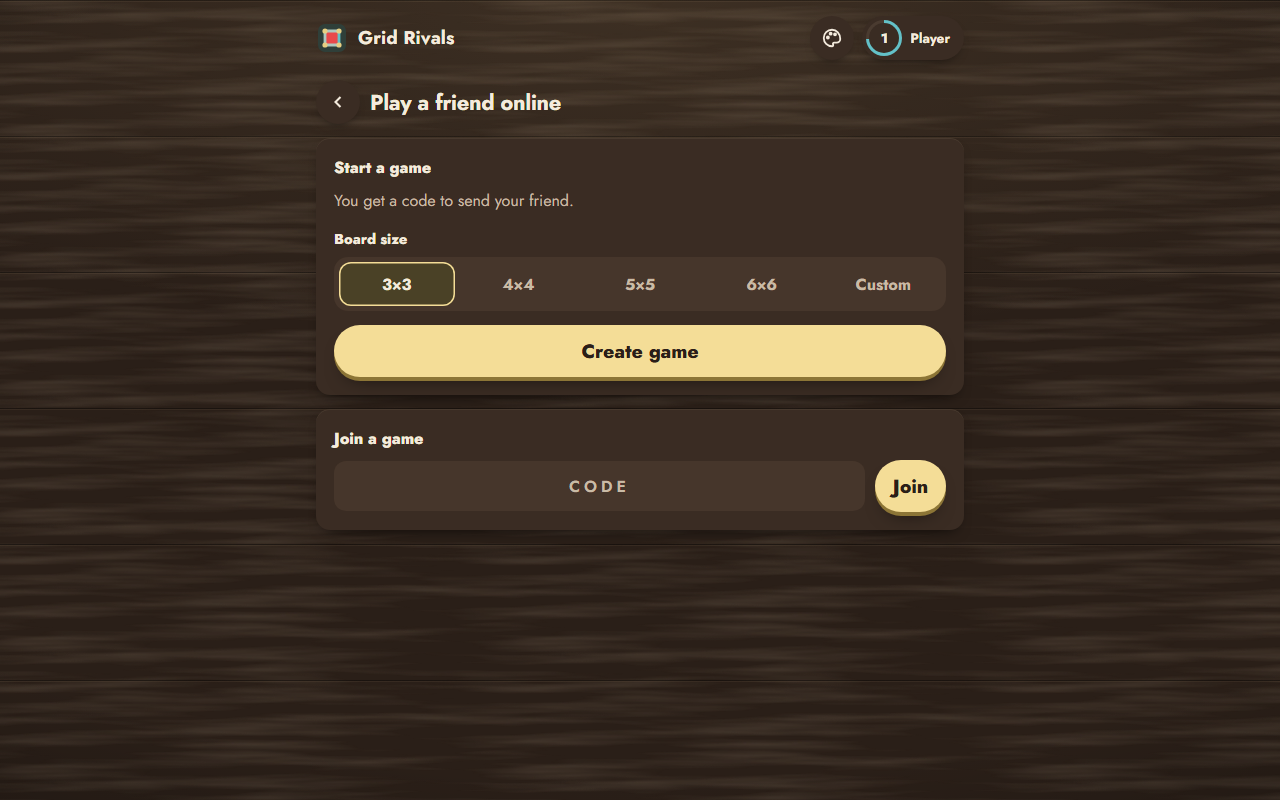 Grid Rivals
1 Player
Play a friend online
Start a game
You get a code to send your friend.
Board size
3×3 4×4 5×5 6×6 Custom
Create game
Join a game
CODE Join